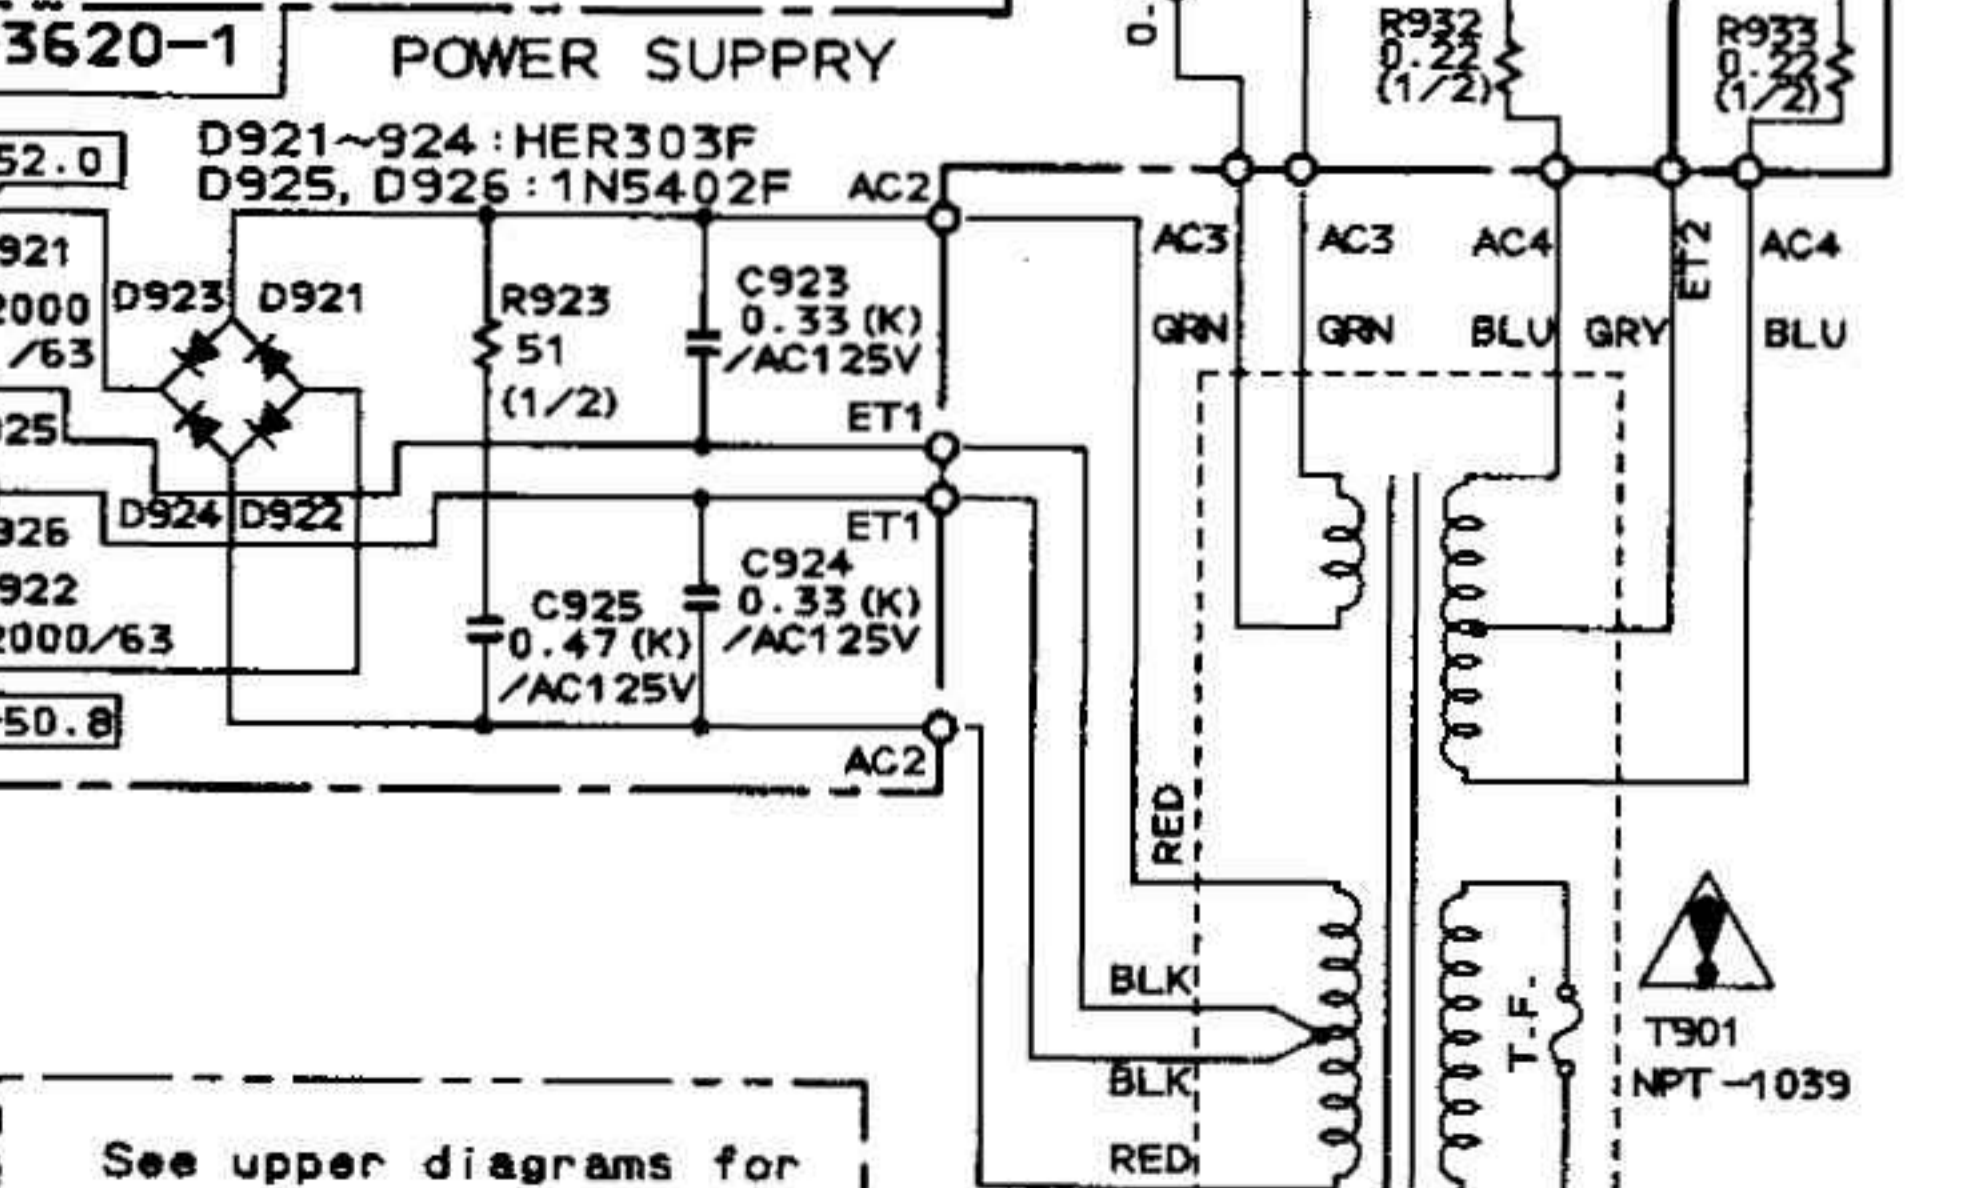 3620-1
POWER SUPPRY
R932
0.22
(1/2)
R933
0.22
(1/2)
D921~924:HER303F
D925, D926:1N5402F
52.0
AC2
921
2000
/63
D923
D921
R923
51
(1/2)
C923
0.33(K)
/AC125V
AC3
AC3
AC4
ET2
AC4
GRN
GRN
BLU
GRY
BLU
925
ET1
D924
D922
926
ET1
922
2000/63
C925
0.47(K)
/AC125V
C924
0.33(K)
/AC125V
50.8
AC2
RED
BLK
BLK
RED
T.F.
T901
NPT-1039
See upper diagrams for